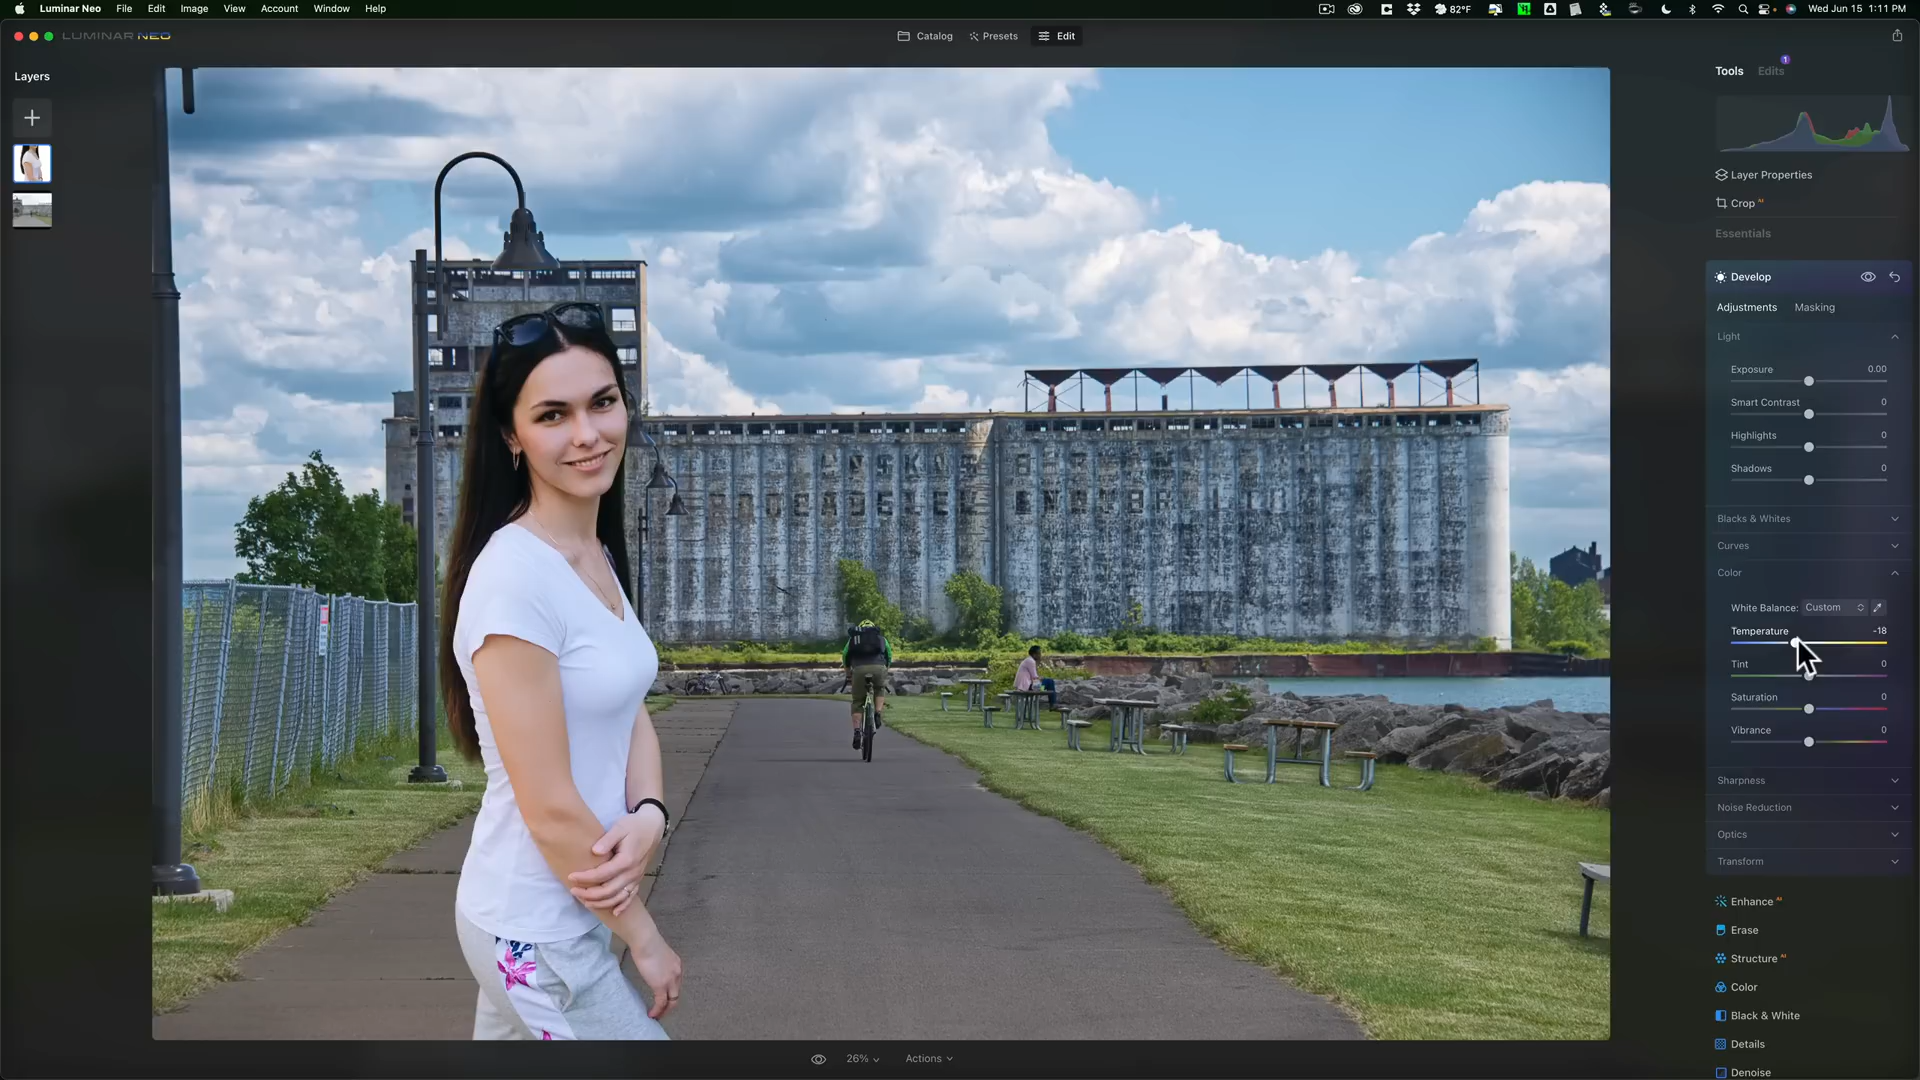 Luminar Neo File Edit Image View Account Window Help 82°F Wed Jun 15 1:11 PM
LUMINAR NEO Catalog Presets Edit
Layers
Tools Edits 1
Layer Properties
Crop AI
Essentials
Develop
Adjustments Masking
Light
Exposure 0.00
Smart Contrast 0
Highlights 0
Shadows 0
Blacks & Whites
Curves
Color
White Balance: Custom
Temperature -18
Tint 0
Saturation 0
Vibrance 0
Sharpness
Noise Reduction
Optics
Transform
Enhance AI
Erase
Structure AI
Color
Black & White
Details
Denoise
26% Actions